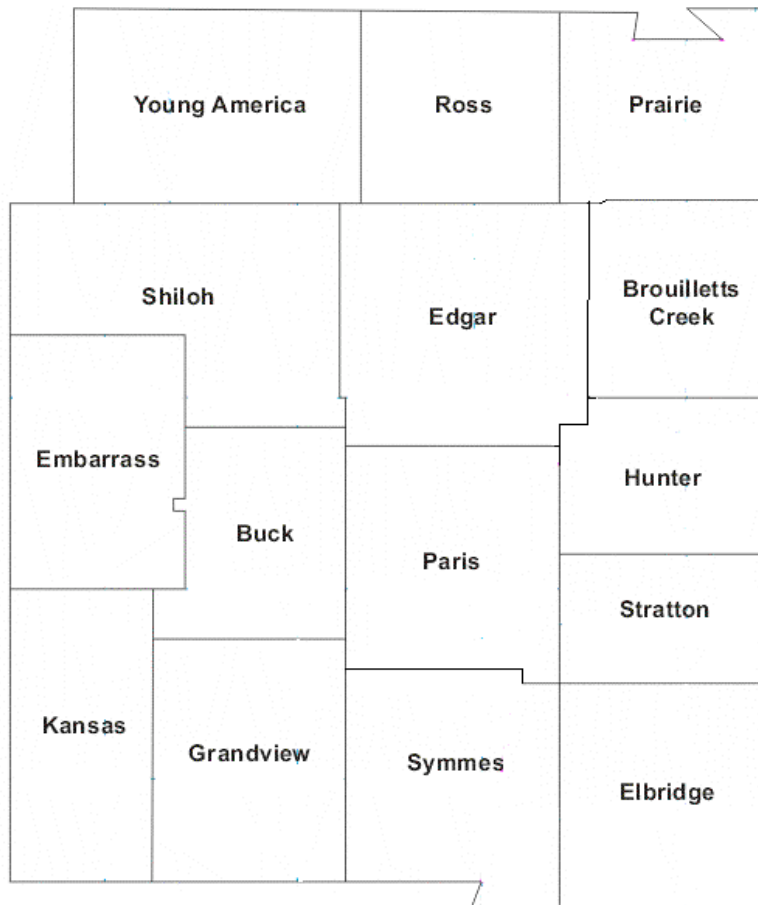 Young America
Ross
Prairie
Shiloh
Edgar
Brouilletts
Creek
Embarrass
Buck
Paris
Hunter
Stratton
Kansas
Grandview
Symmes
Elbridge